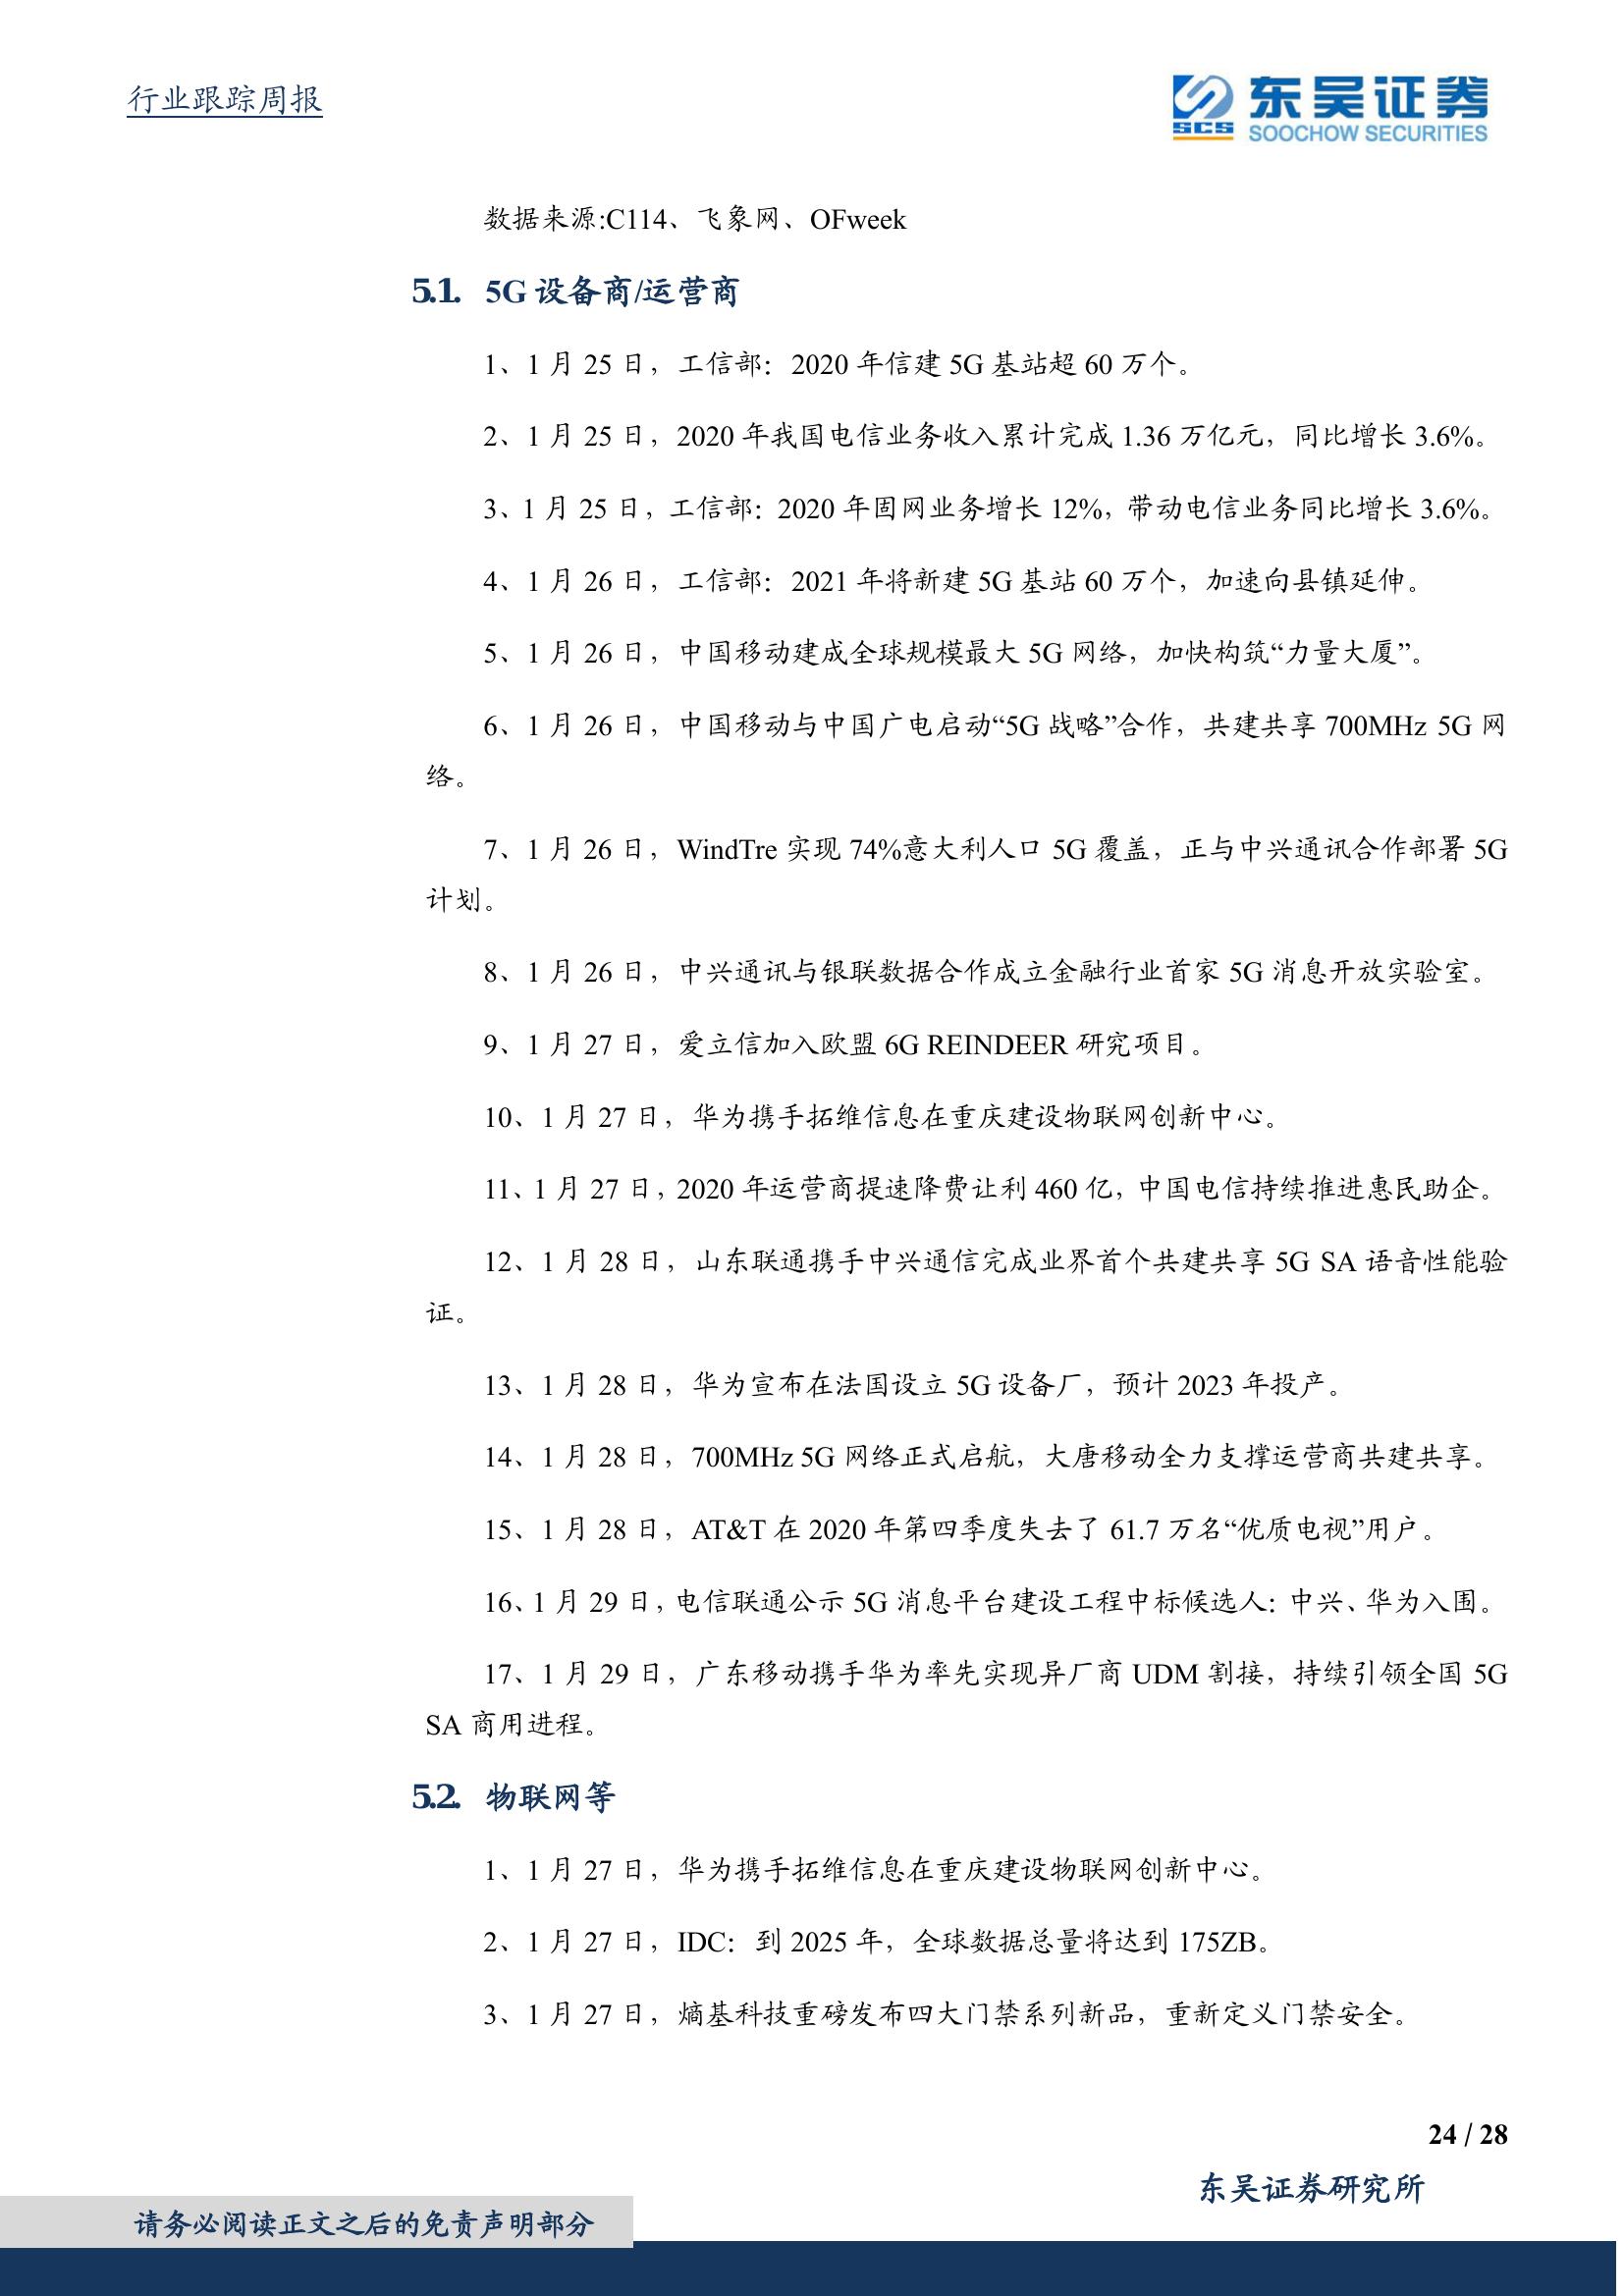 行业跟踪周报
东吴证券
SCS
SOOCHOW SECURITIES
数据来源:C114、飞象网、OFweek
5.1. 5G 设备商/运营商
1、1 月 25 日，工信部：2020 年信建 5G 基站超 60 万个。
2、1 月 25 日，2020 年我国电信业务收入累计完成 1.36 万亿元，同比增长 3.6%。
3、1 月 25 日，工信部：2020 年固网业务增长 12%，带动电信业务同比增长 3.6%。
4、1 月 26 日，工信部：2021 年将新建 5G 基站 60 万个，加速向县镇延伸。
5、1 月 26 日，中国移动建成全球规模最大 5G 网络，加快构筑“力量大厦”。
6、1 月 26 日，中国移动与中国广电启动“5G 战略”合作，共建共享 700MHz 5G 网
络。
7、1 月 26 日，WindTre 实现 74%意大利人口 5G 覆盖，正与中兴通讯合作部署 5G
计划。
8、1 月 26 日，中兴通讯与银联数据合作成立金融行业首家 5G 消息开放实验室。
9、1 月 27 日，爱立信加入欧盟 6G REINDEER 研究项目。
10、1 月 27 日，华为携手拓维信息在重庆建设物联网创新中心。
11、1 月 27 日，2020 年运营商提速降费让利 460 亿，中国电信持续推进惠民助企。
12、1 月 28 日，山东联通携手中兴通信完成业界首个共建共享 5G SA 语音性能验
证。
13、1 月 28 日，华为宣布在法国设立 5G 设备厂，预计 2023 年投产。
14、1 月 28 日，700MHz 5G 网络正式启航，大唐移动全力支撑运营商共建共享。
15、1 月 28 日，AT&T 在 2020 年第四季度失去了 61.7 万名“优质电视”用户。
16、1 月 29 日，电信联通公示 5G 消息平台建设工程中标候选人：中兴、华为入围。
17、1 月 29 日，广东移动携手华为率先实现异厂商 UDM 割接，持续引领全国 5G
SA 商用进程。
5.2. 物联网等
1、1 月 27 日，华为携手拓维信息在重庆建设物联网创新中心。
2、1 月 27 日，IDC：到 2025 年，全球数据总量将达到 175ZB。
3、1 月 27 日，熵基科技重磅发布四大门禁系列新品，重新定义门禁安全。
24 / 28
东吴证券研究所
请务必阅读正文之后的免责声明部分